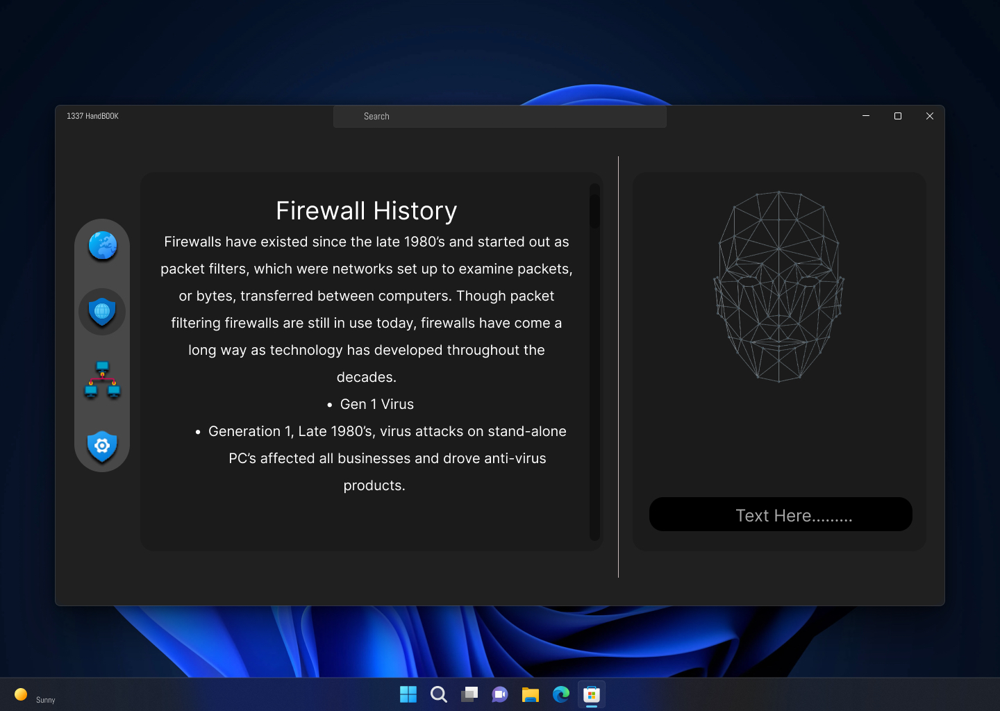 1337 HandBOOK
Search
Firewall History
Firewalls have existed since the late 1980’s and started out as
packet filters, which were networks set up to examine packets,
or bytes, transferred between computers. Though packet
filtering firewalls are still in use today, firewalls have come a
long way as technology has developed throughout the
decades.
• Gen 1 Virus
• Generation 1, Late 1980’s, virus attacks on stand-alone
PC’s affected all businesses and drove anti-virus
products.
Text Here.........
Sunny